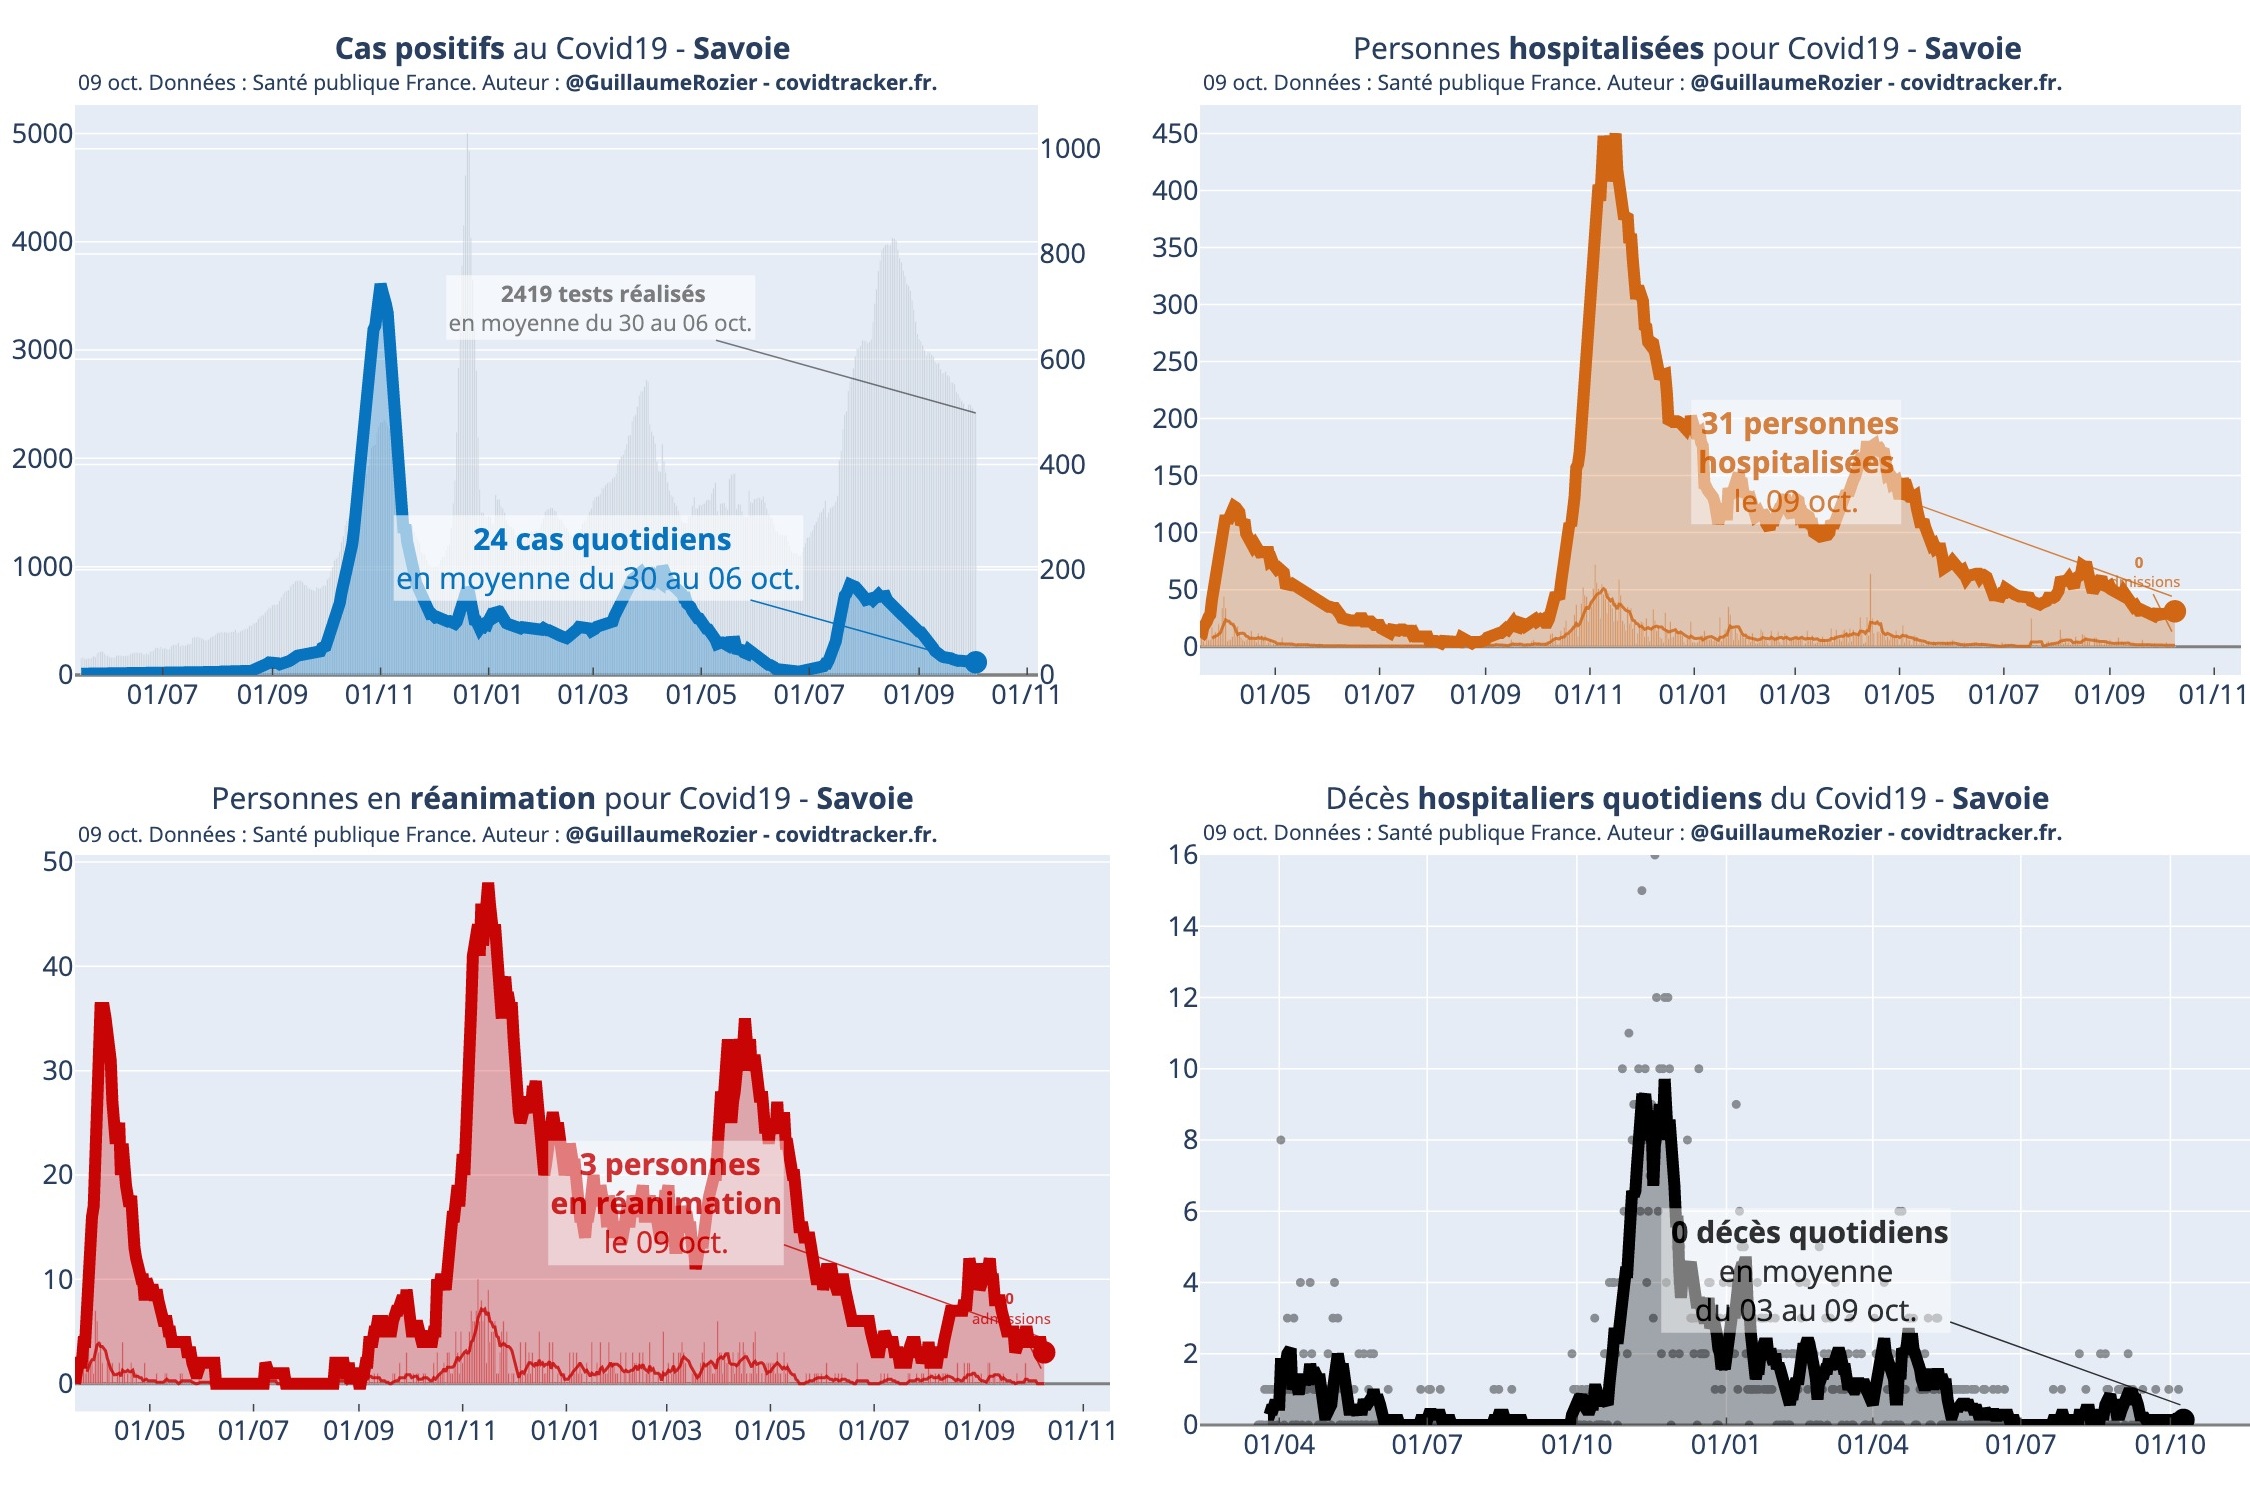 Cas positifs au Covid19 - Savoie
09 oct. Données : Santé publique France. Auteur : @GuillaumeRozier - covidtracker.fr.
5000
4000
3000
2000
1000
0
1000
800
600
400
200
0
2419 tests réalisés
en moyenne du 30 au 06 oct.
24 cas quotidiens
en moyenne du 30 au 06 oct.
01/07 01/09 01/11 01/01 01/03 01/05 01/07 01/09 01/11
Personnes hospitalisées pour Covid19 - Savoie
09 oct. Données : Santé publique France. Auteur : @GuillaumeRozier - covidtracker.fr.
450
400
350
300
250
200
150
100
50
0
31 personnes
hospitalisées
le 09 oct.
0
admissions
01/05 01/07 01/09 01/11 01/01 01/03 01/05 01/07 01/09 01/11
Personnes en réanimation pour Covid19 - Savoie
09 oct. Données : Santé publique France. Auteur : @GuillaumeRozier - covidtracker.fr.
50
40
30
20
10
0
3 personnes
en réanimation
le 09 oct.
0
admissions
01/05 01/07 01/09 01/11 01/01 01/03 01/05 01/07 01/09 01/11
Décès hospitaliers quotidiens du Covid19 - Savoie
09 oct. Données : Santé publique France. Auteur : @GuillaumeRozier - covidtracker.fr.
16
14
12
10
8
6
4
2
0
0 décès quotidiens
en moyenne
du 03 au 09 oct.
01/04 01/07 01/10 01/01 01/04 01/07 01/10